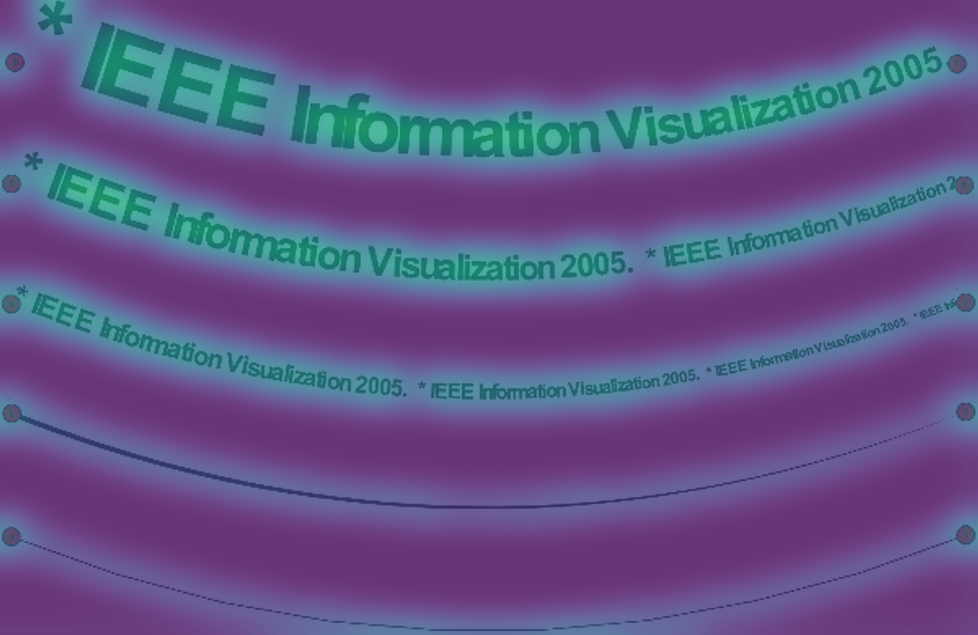 * IEEE Information Visualization 2005
* IEEE Information Visualization 2005. * IEEE Information Visualization 2
* IEEE Information Visualization 2005. * IEEE Information Visualization 2005. * IEEE Information Visualization 2005. * IEEE In